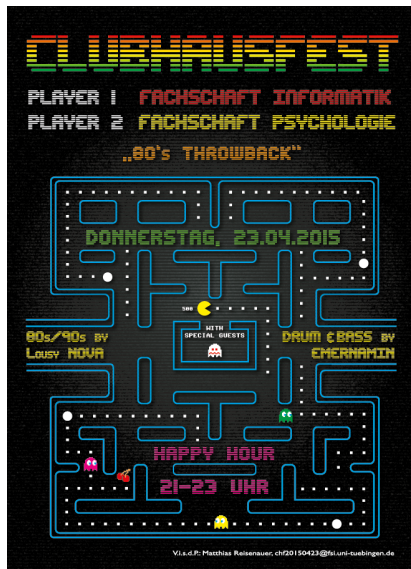 CLUBHAUSFEST
PLAYER 1 FACHSCHAFT INFORMATIK
PLAYER 2 FACHSCHAFT PSYCHOLOGIE
„80's THROWBACK“
DONNERSTAG, 23.04.2015
500
WITH
SPECIAL GUESTS
80s/90s BY
LOUSY NOVA
DRUM & BASS BY
EMERNAMIN
HAPPY HOUR
21-23 UHR
V.i.s.d.P.: Matthias Reisenauer, chf20150423@fsi.uni-tuebingen.de